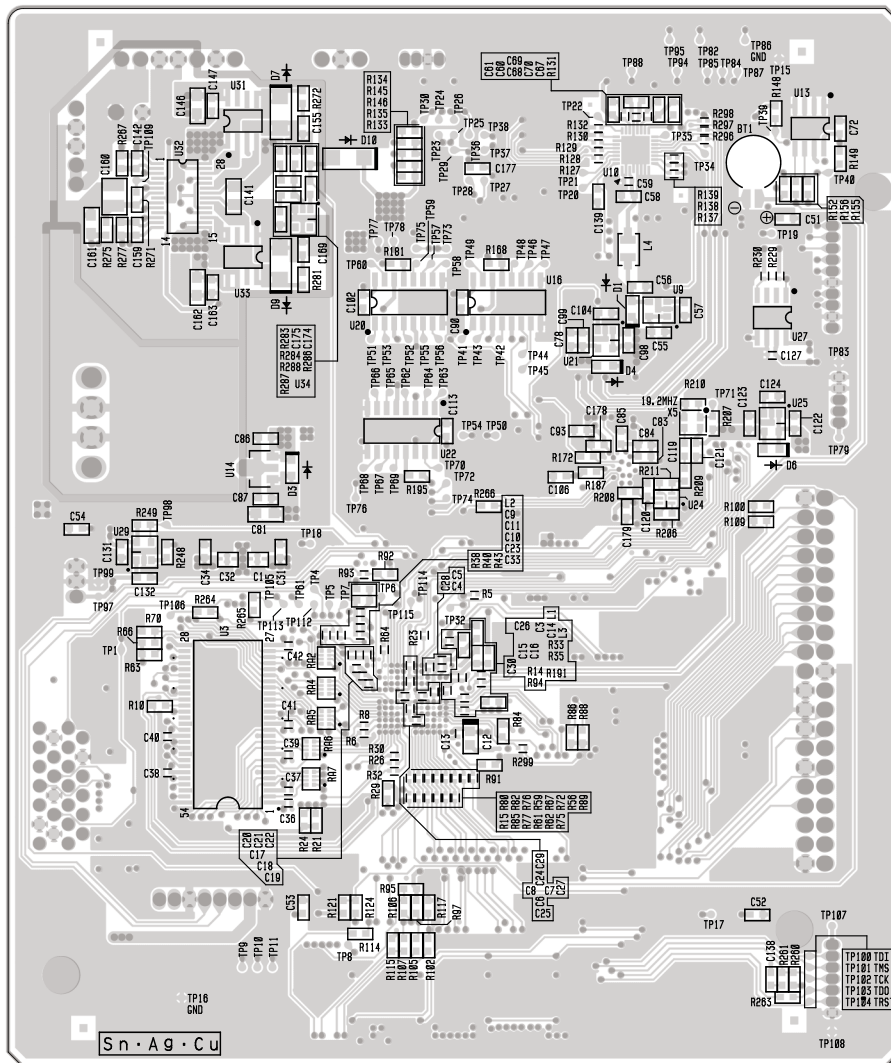 U31
D7
C147
C146
R272
C155
R134
R145
R146
R135
R133
TP30
TP24
TP26
TP25
TP38
TP23
TP29
TP36
TP37
C177
TP28
TP27
D10
C61
C60
C69
C68
C70
C67
R131
TP88
TP95
TP94
TP82
TP85
TP84
TP86
GND
TP87
TP15
R148
U13
TP39
C72
R149
TP40
BT1
TP22
R132
R130
R129
R128
R127
TP21
TP20
U10
C59
C58
C139
TP35
TP34
R298
R297
R296
R139
R138
R137
R152
R156
R155
C51
TP19
R267
C142
TP109
U32
28
1
14
15
C160
C141
C161
R275
R277
C159
R271
C169
R281
U33
D9
C162
C163
R283
C175
C174
R284
R286
R288
R287
U34
TP77
TP78
TP75
TP59
TP57
TP73
TP60
R181
TP58
TP49
R168
TP48
TP46
TP47
C102
U20
C90
U16
L4
C56
D1
U9
C57
C104
C99
C78
U21
C98
C55
D4
R230
R229
U27
C127
TP83
TP51
TP53
TP52
TP55
TP56
TP41
TP43
TP42
TP44
TP45
TP66
TP65
TP62
TP64
TP63
C113
TP54
TP50
U22
TP70
TP72
TP68
TP67
TP69
R195
TP74
TP76
R266
19.2MHZ
X5
R210
TP71
R207
C123
C124
U25
C122
D6
TP79
C178
C85
C83
C84
C93
R172
C119
C121
R211
R209
C106
R187
R208
U24
C179
C120
R206
R100
R109
C86
U14
D3
C87
C81
TP18
C54
R249
TP98
U29
C131
R248
TP99
C132
C34
C32
C1
C31
TP97
TP106
R264
R265
TP105
TP61
TP4
TP113
TP112
R92
R93
TP5
TP7
TP6
TP114
TP115
L2
C9
C11
C10
C23
C33
R38
R40
R43
C28
C5
C4
R5
R70
R66
TP1
R63
28
U3
27
C42
RA2
RA4
RA5
R64
R23
TP32
C26
C3
L1
C14
L3
C15
C16
R33
R35
C30
R14
R191
R94
R10
C41
C40
C39
C38
C37
C36
54
1
RA6
RA7
R8
R6
R30
R26
R32
R29
C13
C12
R84
R299
R86
R88
R91
R24
R21
R15
R80
R85
R82
R77
R76
R61
R59
R62
R67
R75
R72
R56
R89
C20
C21
C22
C17
C18
C19
C24
C29
C8
C7
C27
C6
C25
C53
R121
R124
R95
R106
R117
R97
R114
TP8
R115
R107
R105
R102
TP9
TP10
TP11
TP17
C52
TP107
C138
R261
R260
R263
TP100 TDI
TP101 TMS
TP102 TCK
TP103 TDO
TP104 TRST
TP108
TP16
GND
Sn·Ag·Cu